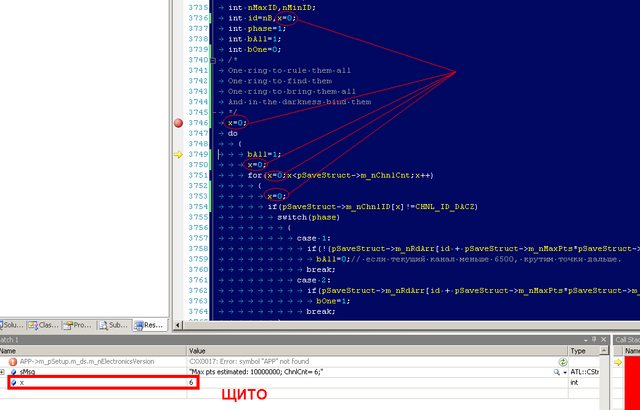 3735 int nMaxID,nMinID;
3736 int id=nB,x=0;
3737 int phase=1;
3738 int bAll=1;
3739 int bOne=0;
3740 /*
3741 One ring to rule them all
3742 One ring to find them
3743 One ring to bring them all
3744 And in the darkness bind them
3745 */
3746 x=0;
3747 do
3748 {
3749 bAll=1;
3750 x=0;
3751 for(x=0;x<pSaveStruct->m_nChnlCnt;x++)
3752 {
3753 x=0;
3754 if(pSaveStruct->m_nChnlID[x]!=CHNL_ID_DACZ)
3755 switch(phase)
3756 {
3757 case 1:
3758 if(!(pSaveStruct->m_nRdArr[id + pSaveStruct->m_nMaxPts*pSaveStruct
3759 bAll=0;// если текущий канал меньше 6500, крутим точки дальше.
3760 break;
3761 case 2:
3762 if(pSaveStruct->m_nRdArr[id + pSaveStruct->m_nMaxPts*pSaveStruct-
3763 bOne=1;
3764 break;
3765 }
Solu... Clas... Pro... Sub... Res...
atch 1
Name Value Type
APP->m_pSetup.m_ds.m_nElectronicsVersion CXX0017: Error: symbol "APP" not found
sMsg "Max pts estimated: 10000000; ChnlCnt= 6;" ATL::CStr
x 6 int
ЩИТО
Call Stac
Name